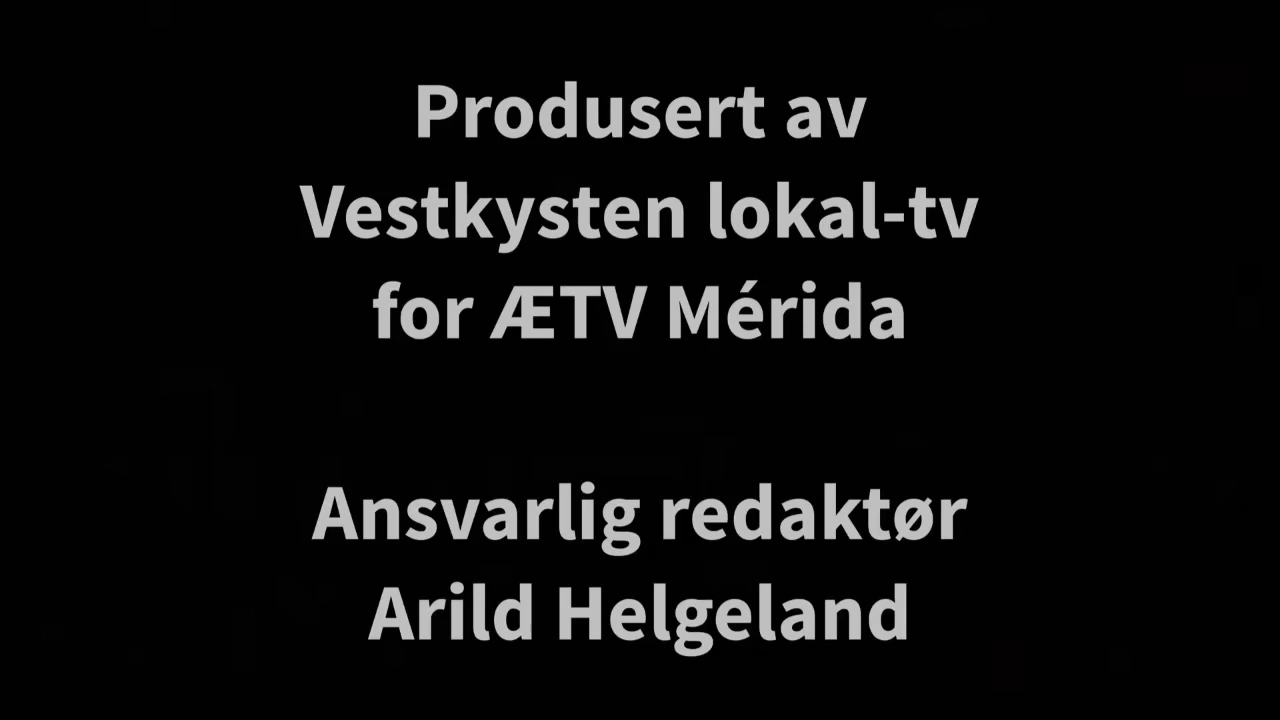 Produsert av
Vestkysten lokal-tv
for ÆTV Mérida
Ansvarlig redaktør
Arild Helgeland